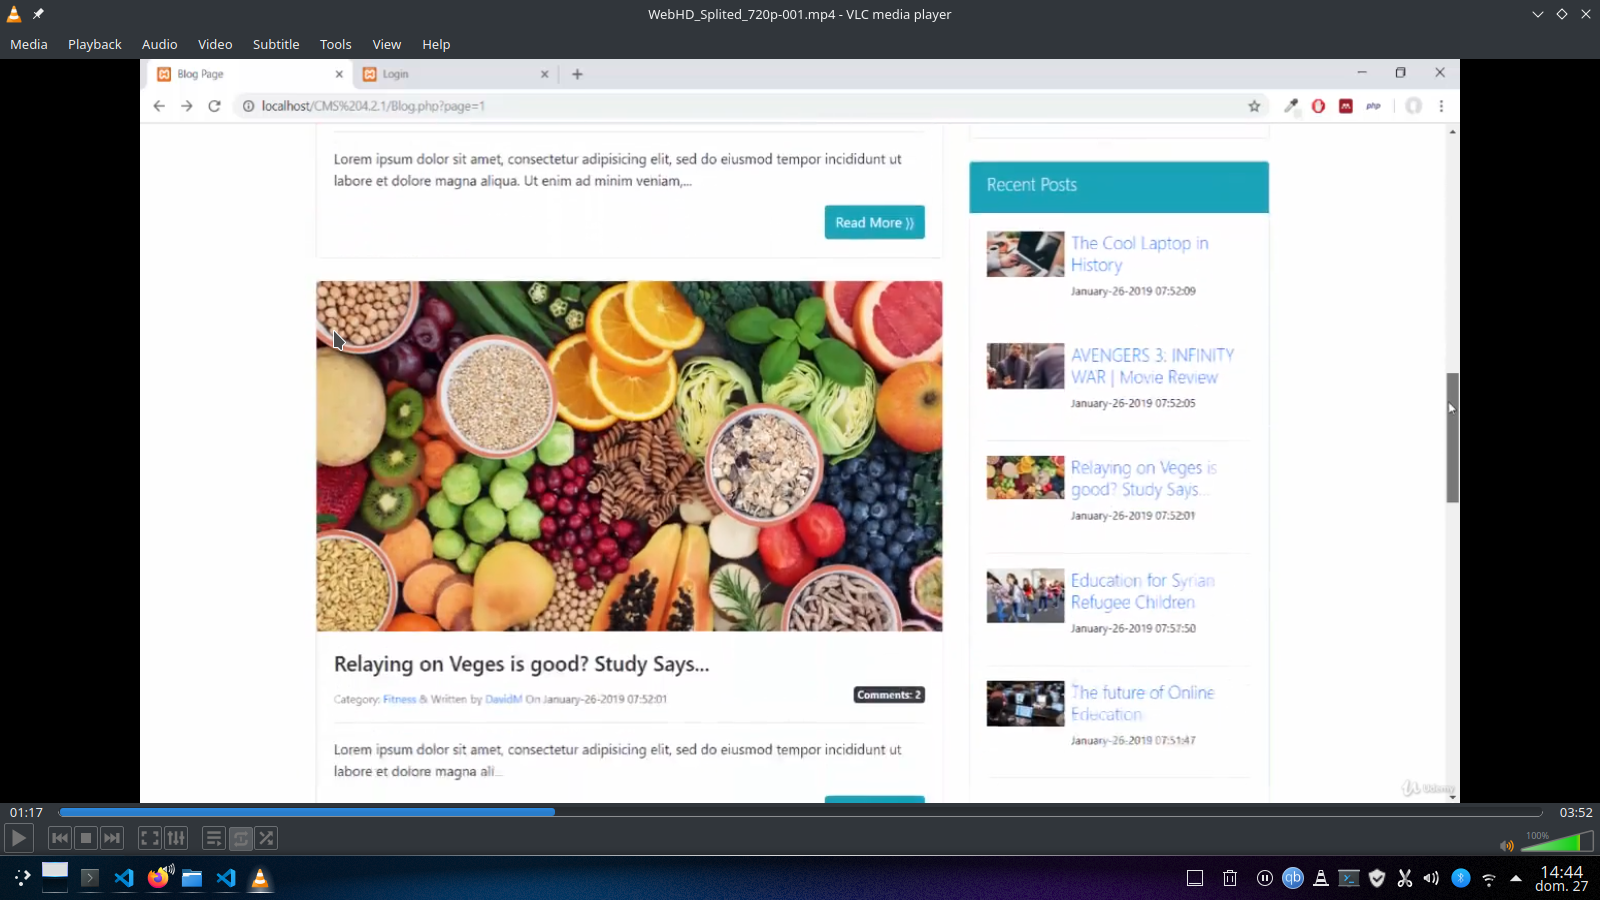 WebHD_Splited_720p-001.mp4 - VLC media player
Media Playback Audio Video Subtitle Tools View Help
Blog Page
Login
localhost/CMS%204.2.1/Blog.php?page=1
php
Lorem ipsum dolor sit amet, consectetur adipisicing elit, sed do eiusmod tempor incididunt ut
labore et dolore magna aliqua. Ut enim ad minim veniam,...
Read More ⟩⟩
Relaying on Veges is good? Study Says...
Category: Fitness & Written by DavidM On January-26-2019 07:52:01
Comments: 2
Lorem ipsum dolor sit amet, consectetur adipisicing elit, sed do eiusmod tempor incididunt ut
labore et dolore magna ali...
Recent Posts
The Cool Laptop in
History
January-26-2019 07:52:09
AVENGERS 3: INFINITY
WAR | Movie Review
January-26-2019 07:52:05
Relaying on Veges is
good? Study Says...
January-26-2019 07:52:01
Education for Syrian
Refugee Children
January-26-2019 07:57:50
The future of Online
Education
January-26-2019 07:51:47
Udemy
01:17
03:52
100%
qb
14:44
dom. 27